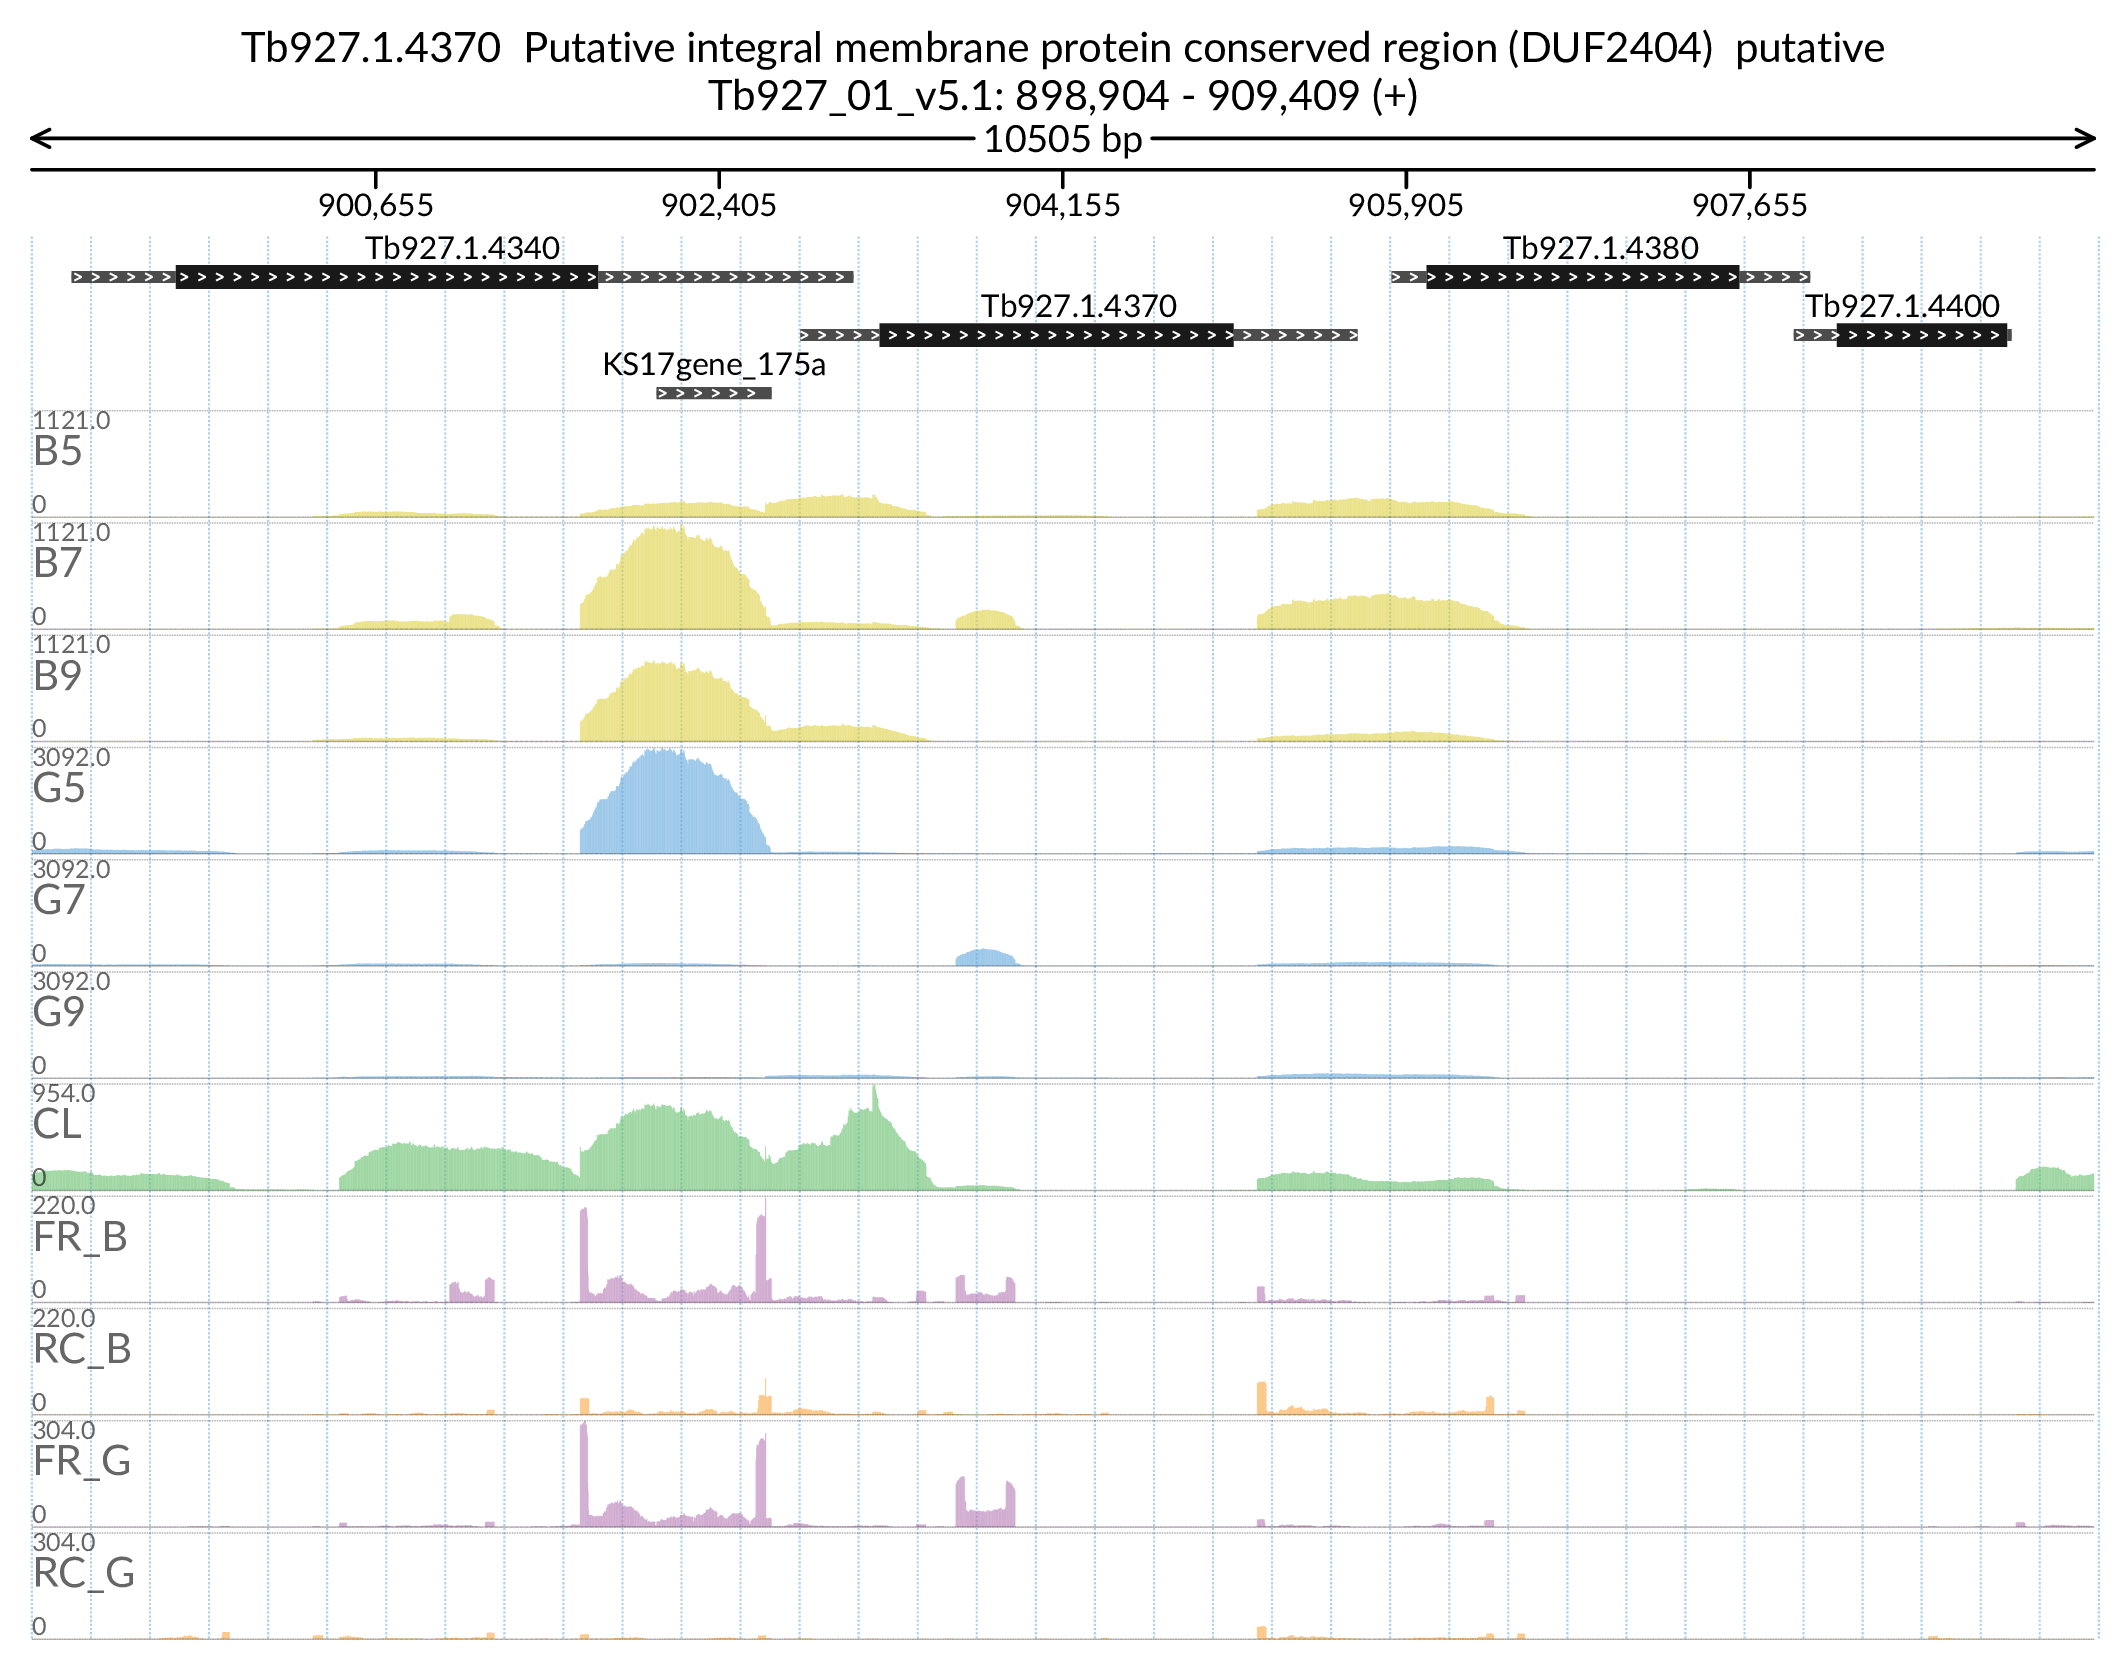 Tb927.1.4370  Putative integral membrane protein conserved region (DUF2404)  putative
Tb927_01_v5.1: 898,904 - 909,409 (+)
10505 bp
900,655 902,405 904,155 905,905 907,655
Tb927.1.4340 Tb927.1.4380
Tb927.1.4370 Tb927.1.4400
KS17gene_175a
1121.0
B5
0
1121.0
B7
0
1121.0
B9
0
3092.0
G5
0
3092.0
G7
0
3092.0
G9
0
954.0
CL
0
220.0
FR_B
0
220.0
RC_B
0
304.0
FR_G
0
304.0
RC_G
0